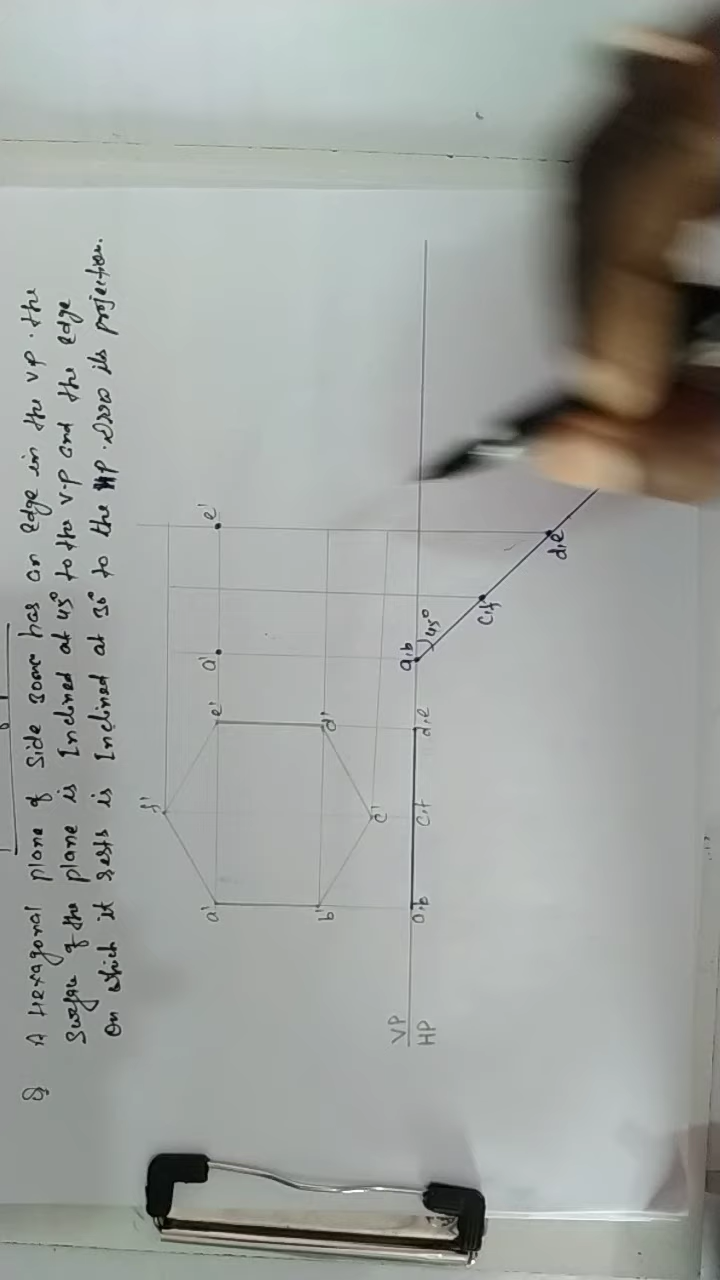 Q A Hexagonal plane of side 30mm has an edge in the VP. the
Surface of the plane is Inclined at 45° to the V.P and the edge
on which it rests is Inclined at 30° to the HP. Draw its projection.
f'
a' e' a' e'
b' d'
c'
VP
HP
a,b c,f d,e a,b 45°
c,f
d,e